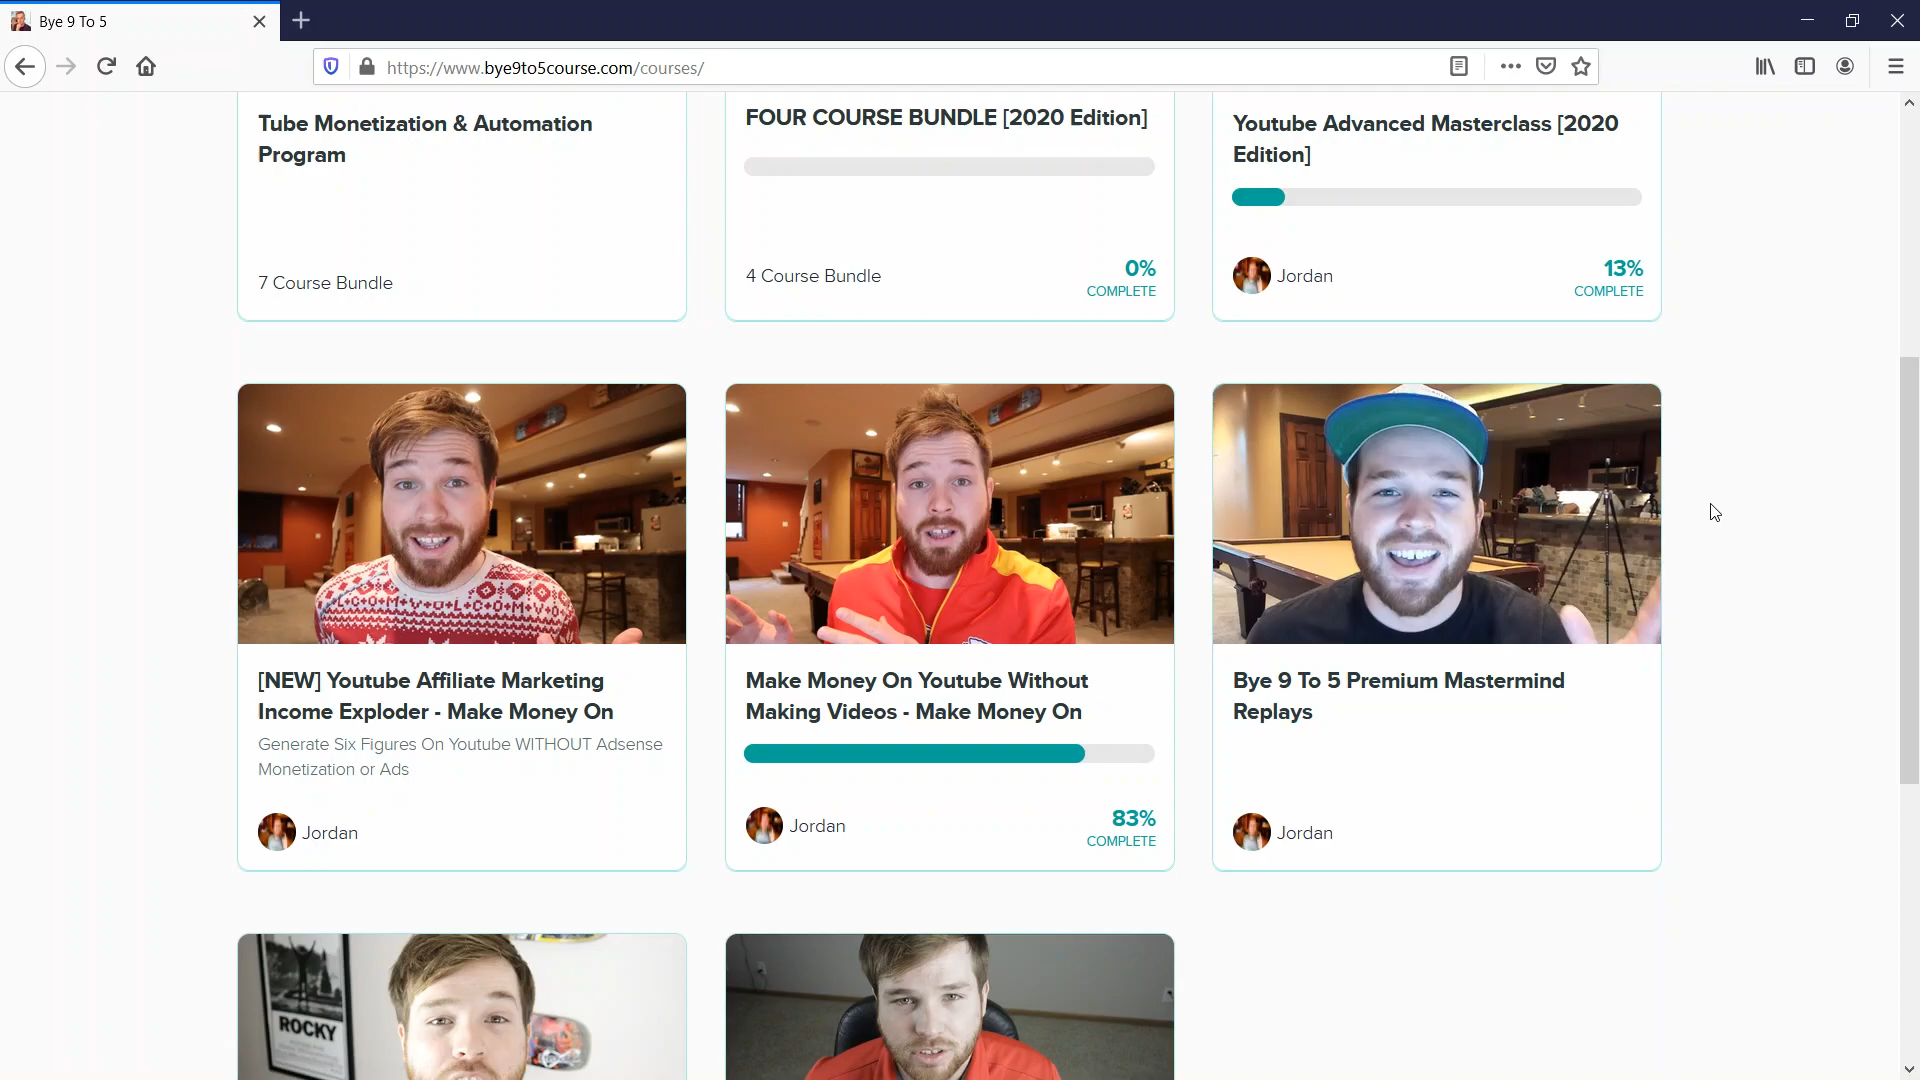 Bye 9 To 5
https://www.bye9to5course.com/courses/
Tube Monetization & Automation
Program
7 Course Bundle
FOUR COURSE BUNDLE [2020 Edition]
4 Course Bundle
0%
COMPLETE
Youtube Advanced Masterclass [2020
Edition]
Jordan
13%
COMPLETE
[NEW] Youtube Affiliate Marketing
Income Exploder - Make Money On
Generate Six Figures On Youtube WITHOUT Adsense
Monetization or Ads
Jordan
Make Money On Youtube Without
Making Videos - Make Money On
Jordan
83%
COMPLETE
Bye 9 To 5 Premium Mastermind
Replays
Jordan
ROCKY